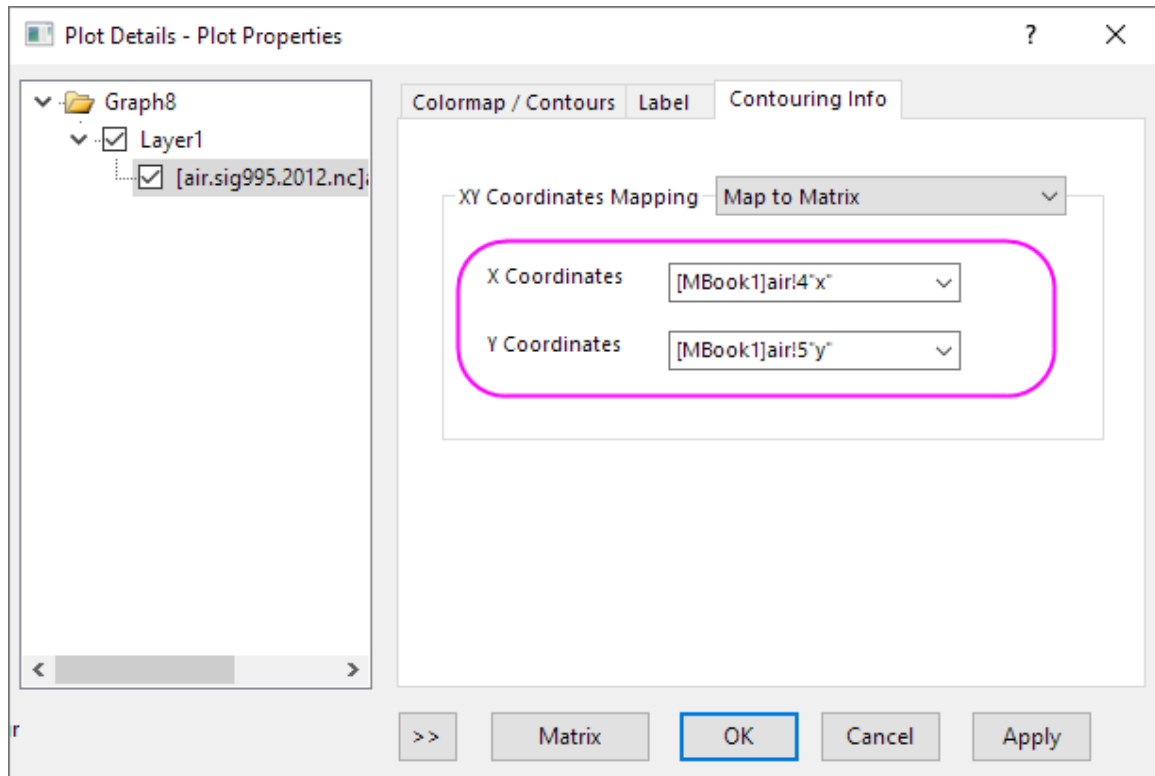 Plot Details - Plot Properties
?
Graph8
Layer1
[air.sig995.2012.nc]
Colormap / Contours
Label
Contouring Info
XY Coordinates Mapping
Map to Matrix
X Coordinates
[MBook1]air!4"x"
Y Coordinates
[MBook1]air!5"y"
r
>>
Matrix
OK
Cancel
Apply